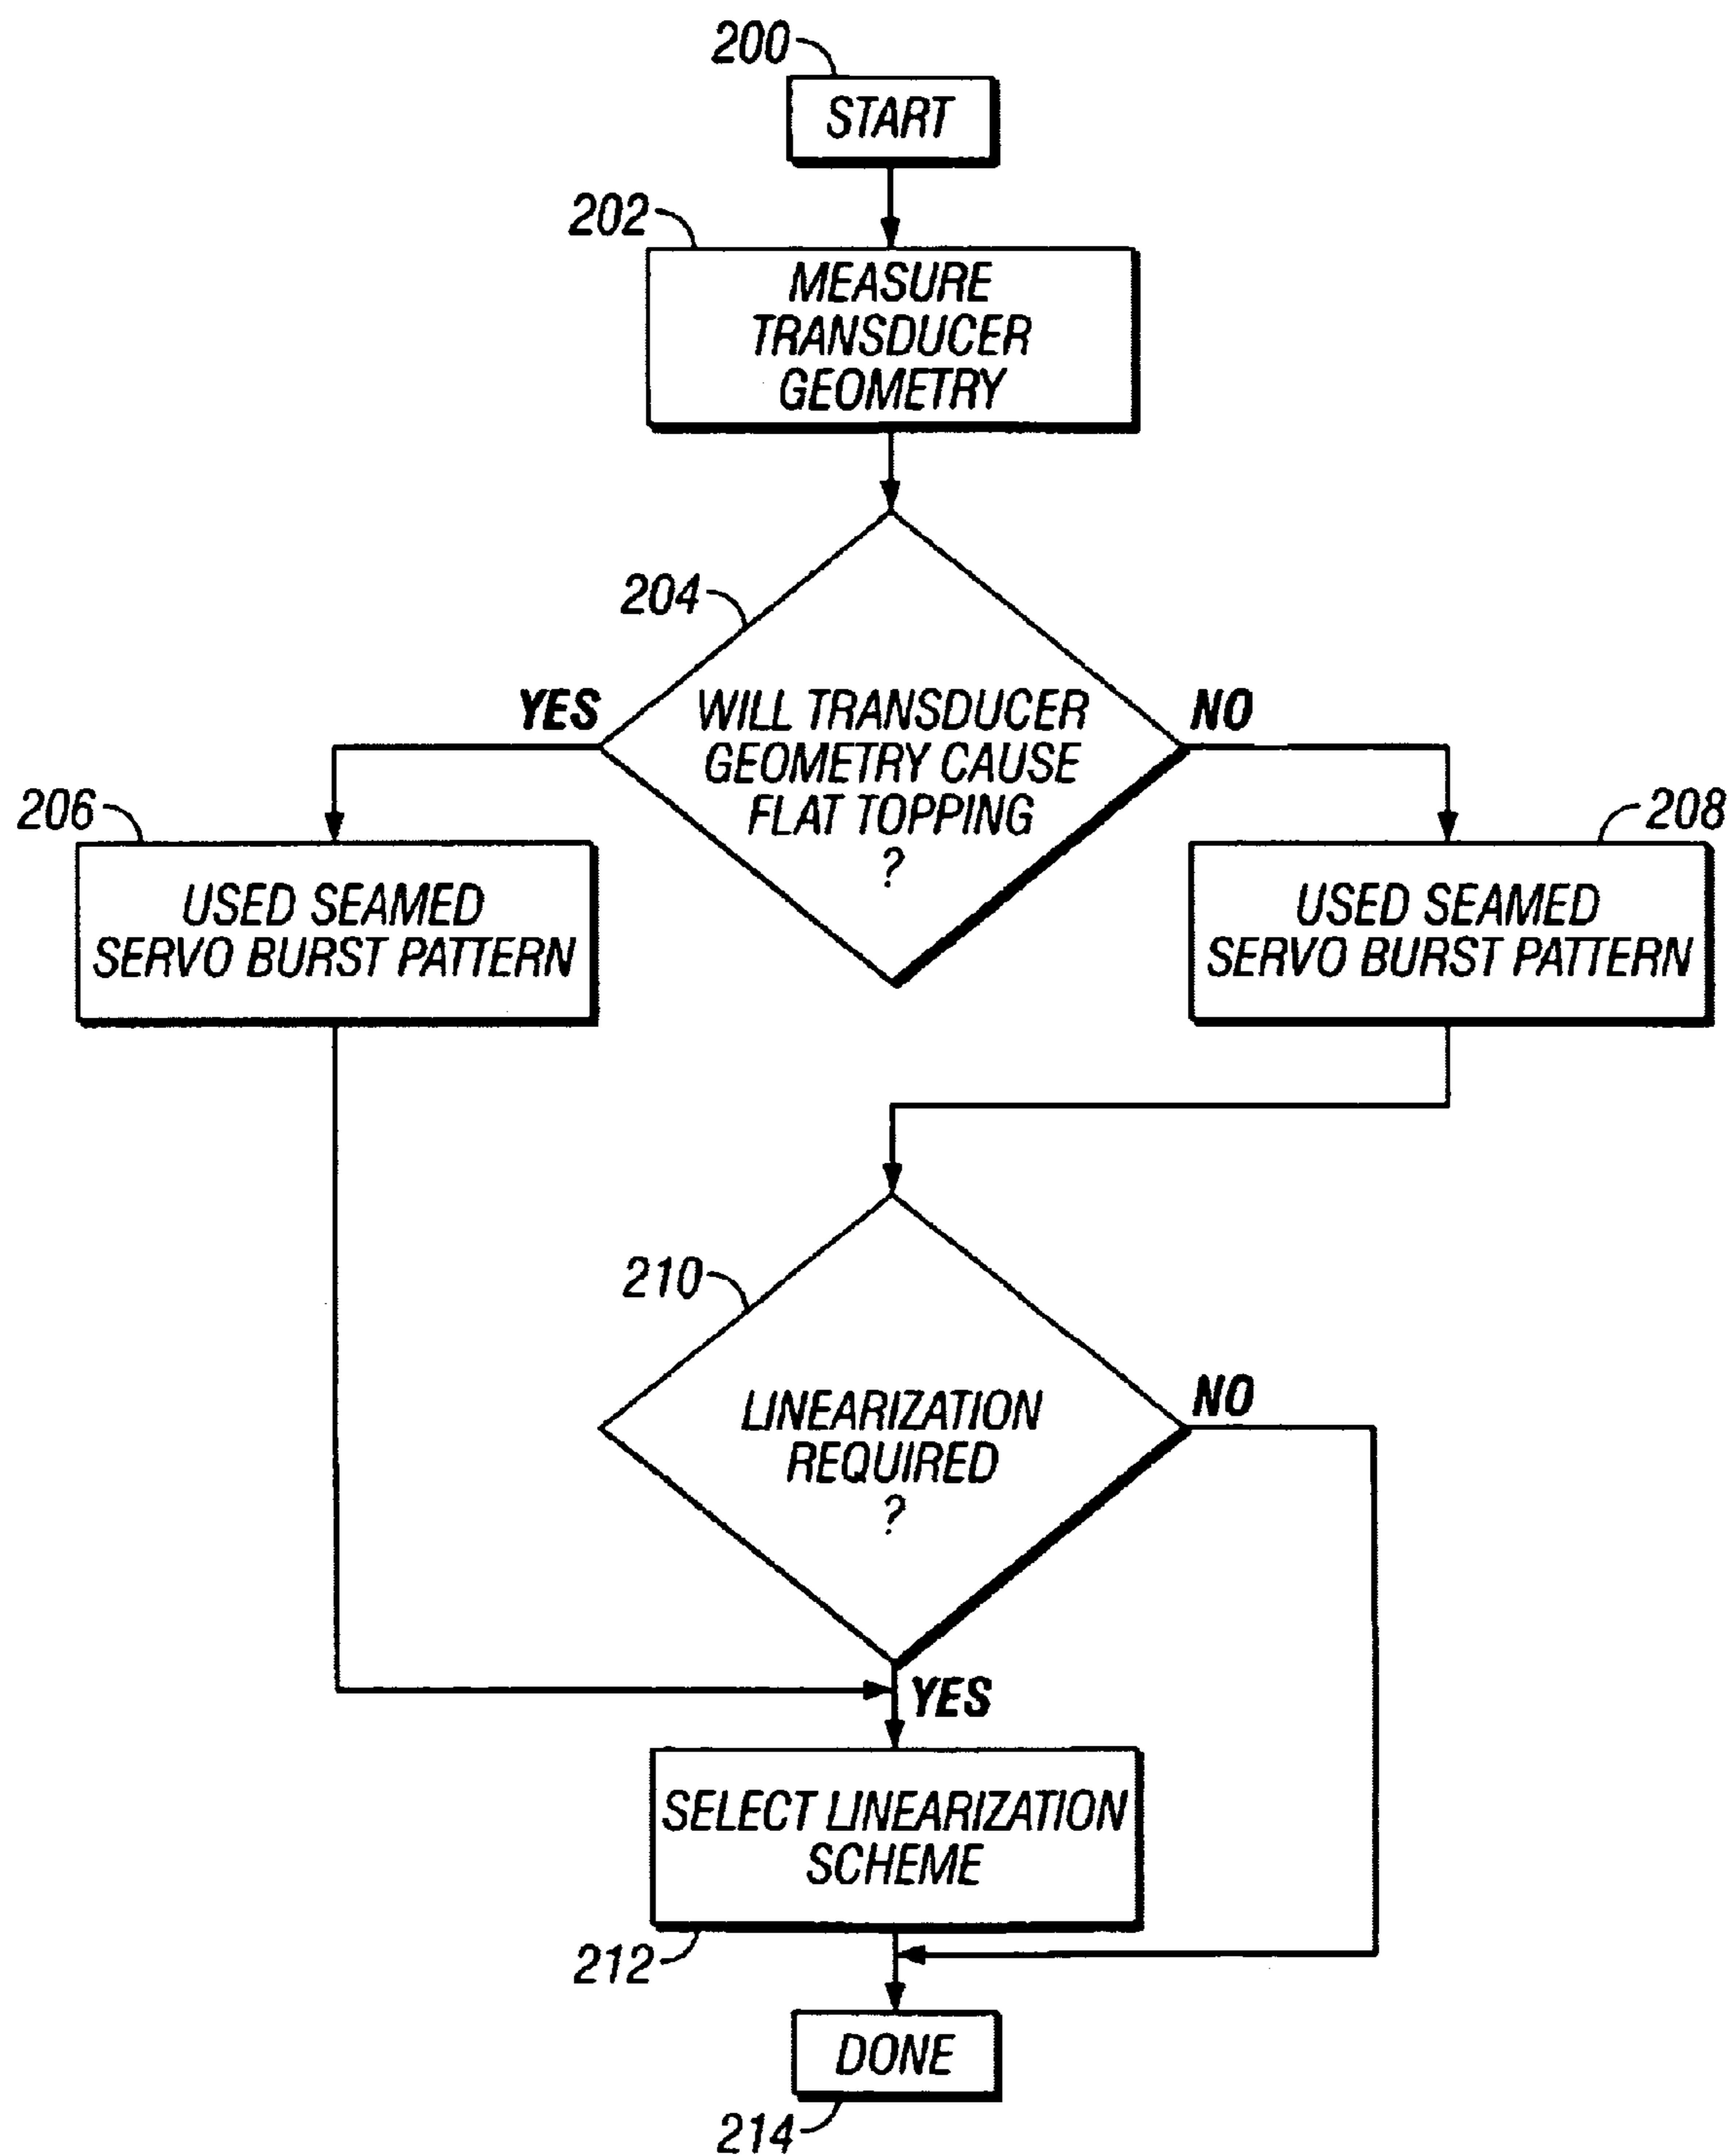 200
START
202
MEASURE
TRANSDUCER
GEOMETRY
204
YES
WILL TRANSDUCER
GEOMETRY CAUSE
FLAT TOPPING
?
NO
206
USED SEAMED
SERVO BURST PATTERN
208
USED SEAMED
SERVO BURST PATTERN
210
LINEARIZATION
REQUIRED
?
NO
YES
SELECT LINEARIZATION
SCHEME
212
DONE
214